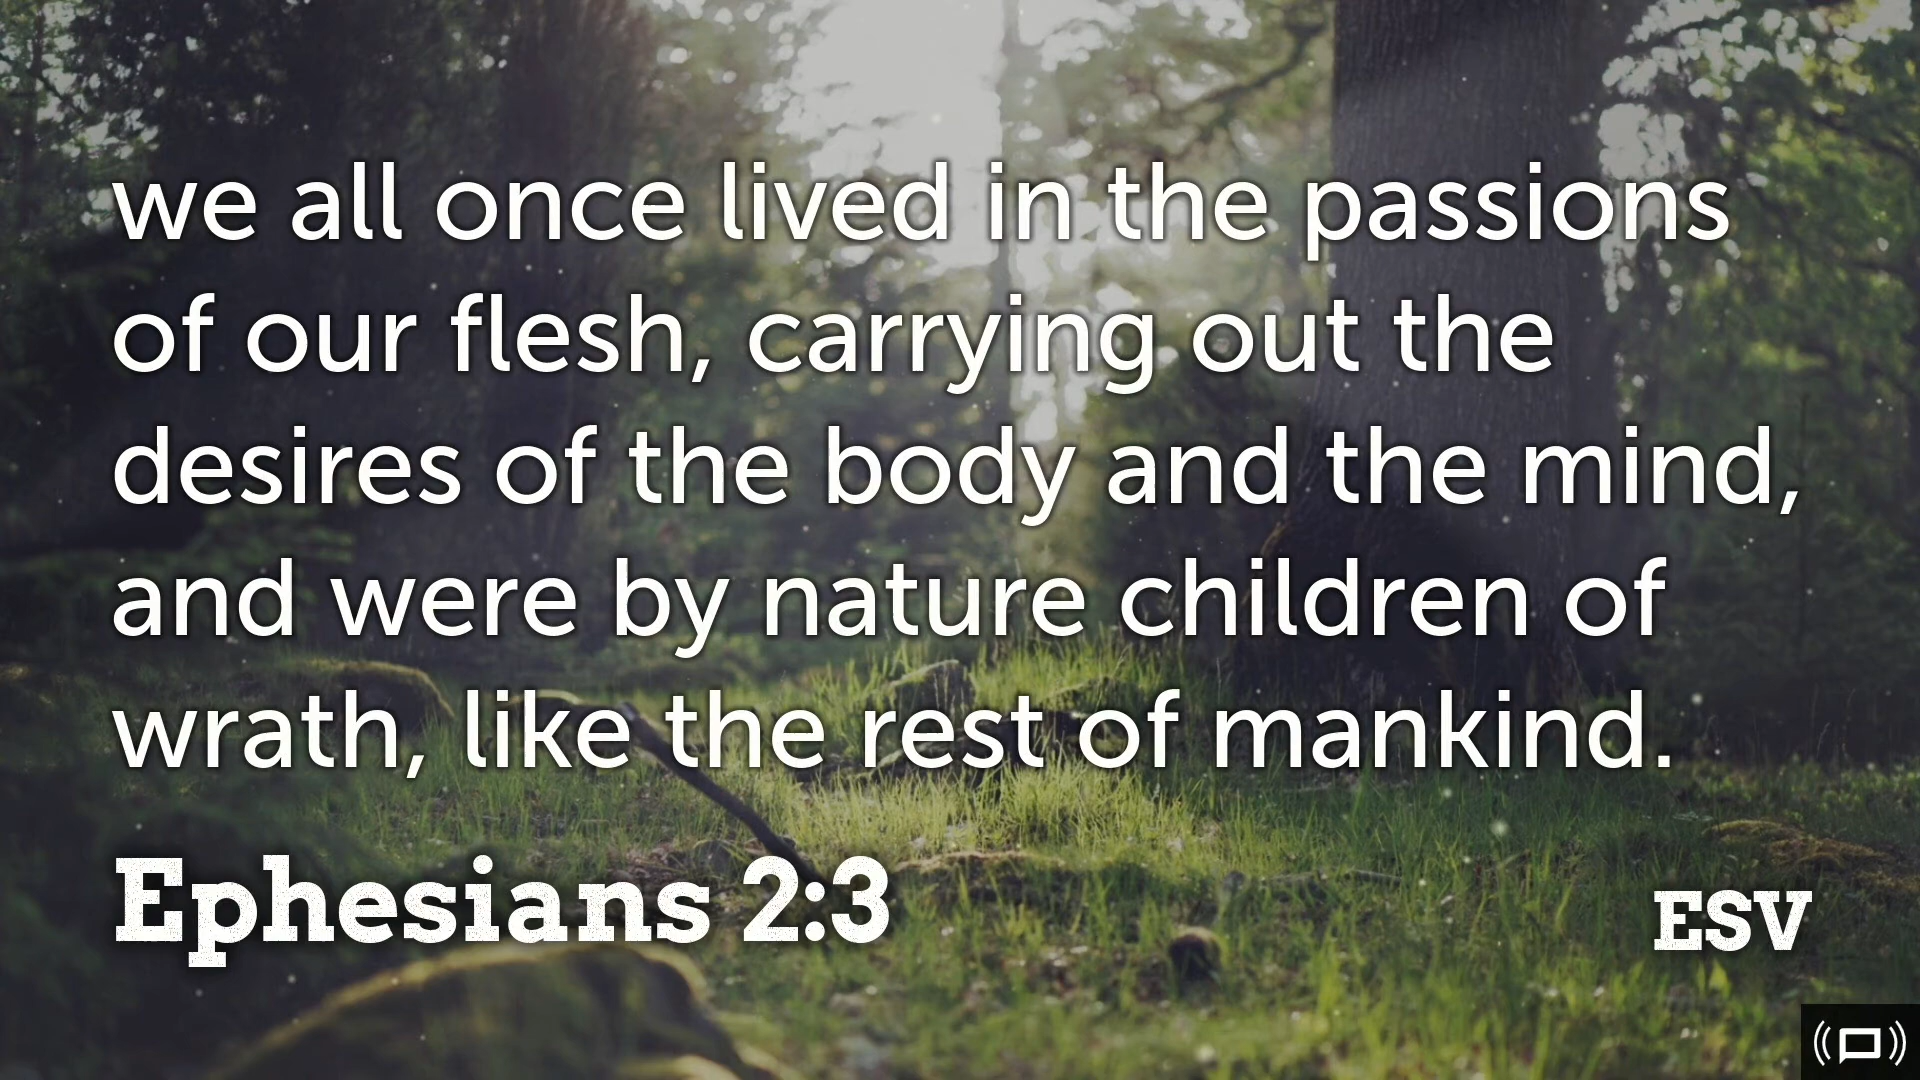 we all once lived in the passions
of our flesh, carrying out the
desires of the body and the mind,
and were by nature children of
wrath, like the rest of mankind.
Ephesians 2:3
ESV